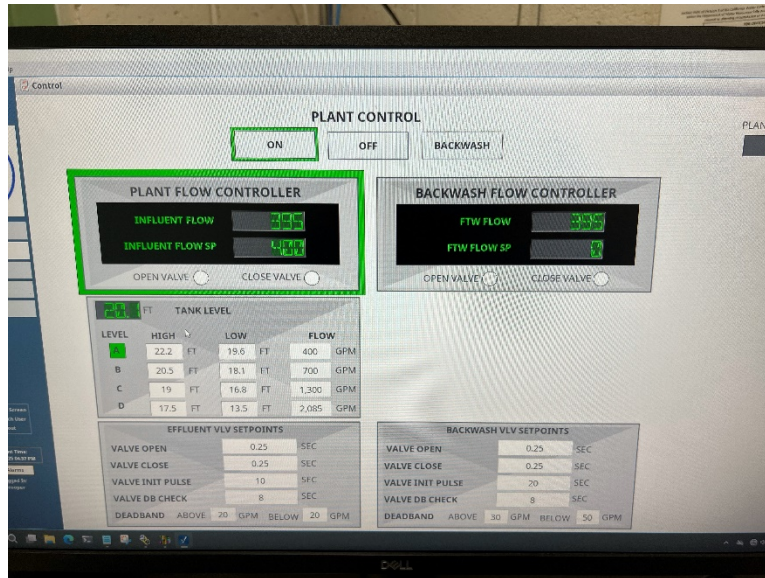 Control
PLANT CONTROL
ON OFF BACKWASH
PLAN
PLANT FLOW CONTROLLER
INFLUENT FLOW 395
INFLUENT FLOW SP 400
OPEN VALVE CLOSE VALVE
BACKWASH FLOW CONTROLLER
FTW FLOW
FTW FLOW SP 0
OPEN VALVE CLOSE VALVE
20.1 FT TANK LEVEL
LEVEL HIGH LOW FLOW
A 22.2 FT 19.6 FT 400 GPM
B 20.5 FT 18.1 FT 700 GPM
C 19 FT 16.8 FT 1,300 GPM
D 17.5 FT 13.5 FT 2,085 GPM
EFFLUENT VLV SETPOINTS
VALVE OPEN 0.25 SEC
VALVE CLOSE 0.25 SEC
VALVE INIT PULSE 10 SEC
VALVE DB CHECK 8 SEC
DEADBAND ABOVE 20 GPM BELOW 20 GPM
BACKWASH VLV SETPOINTS
VALVE OPEN 0.25 SEC
VALVE CLOSE 0.25 SEC
VALVE INIT PULSE 20 SEC
VALVE DB CHECK 8 SEC
DEADBAND ABOVE 30 GPM BELOW 50 GPM
DELL